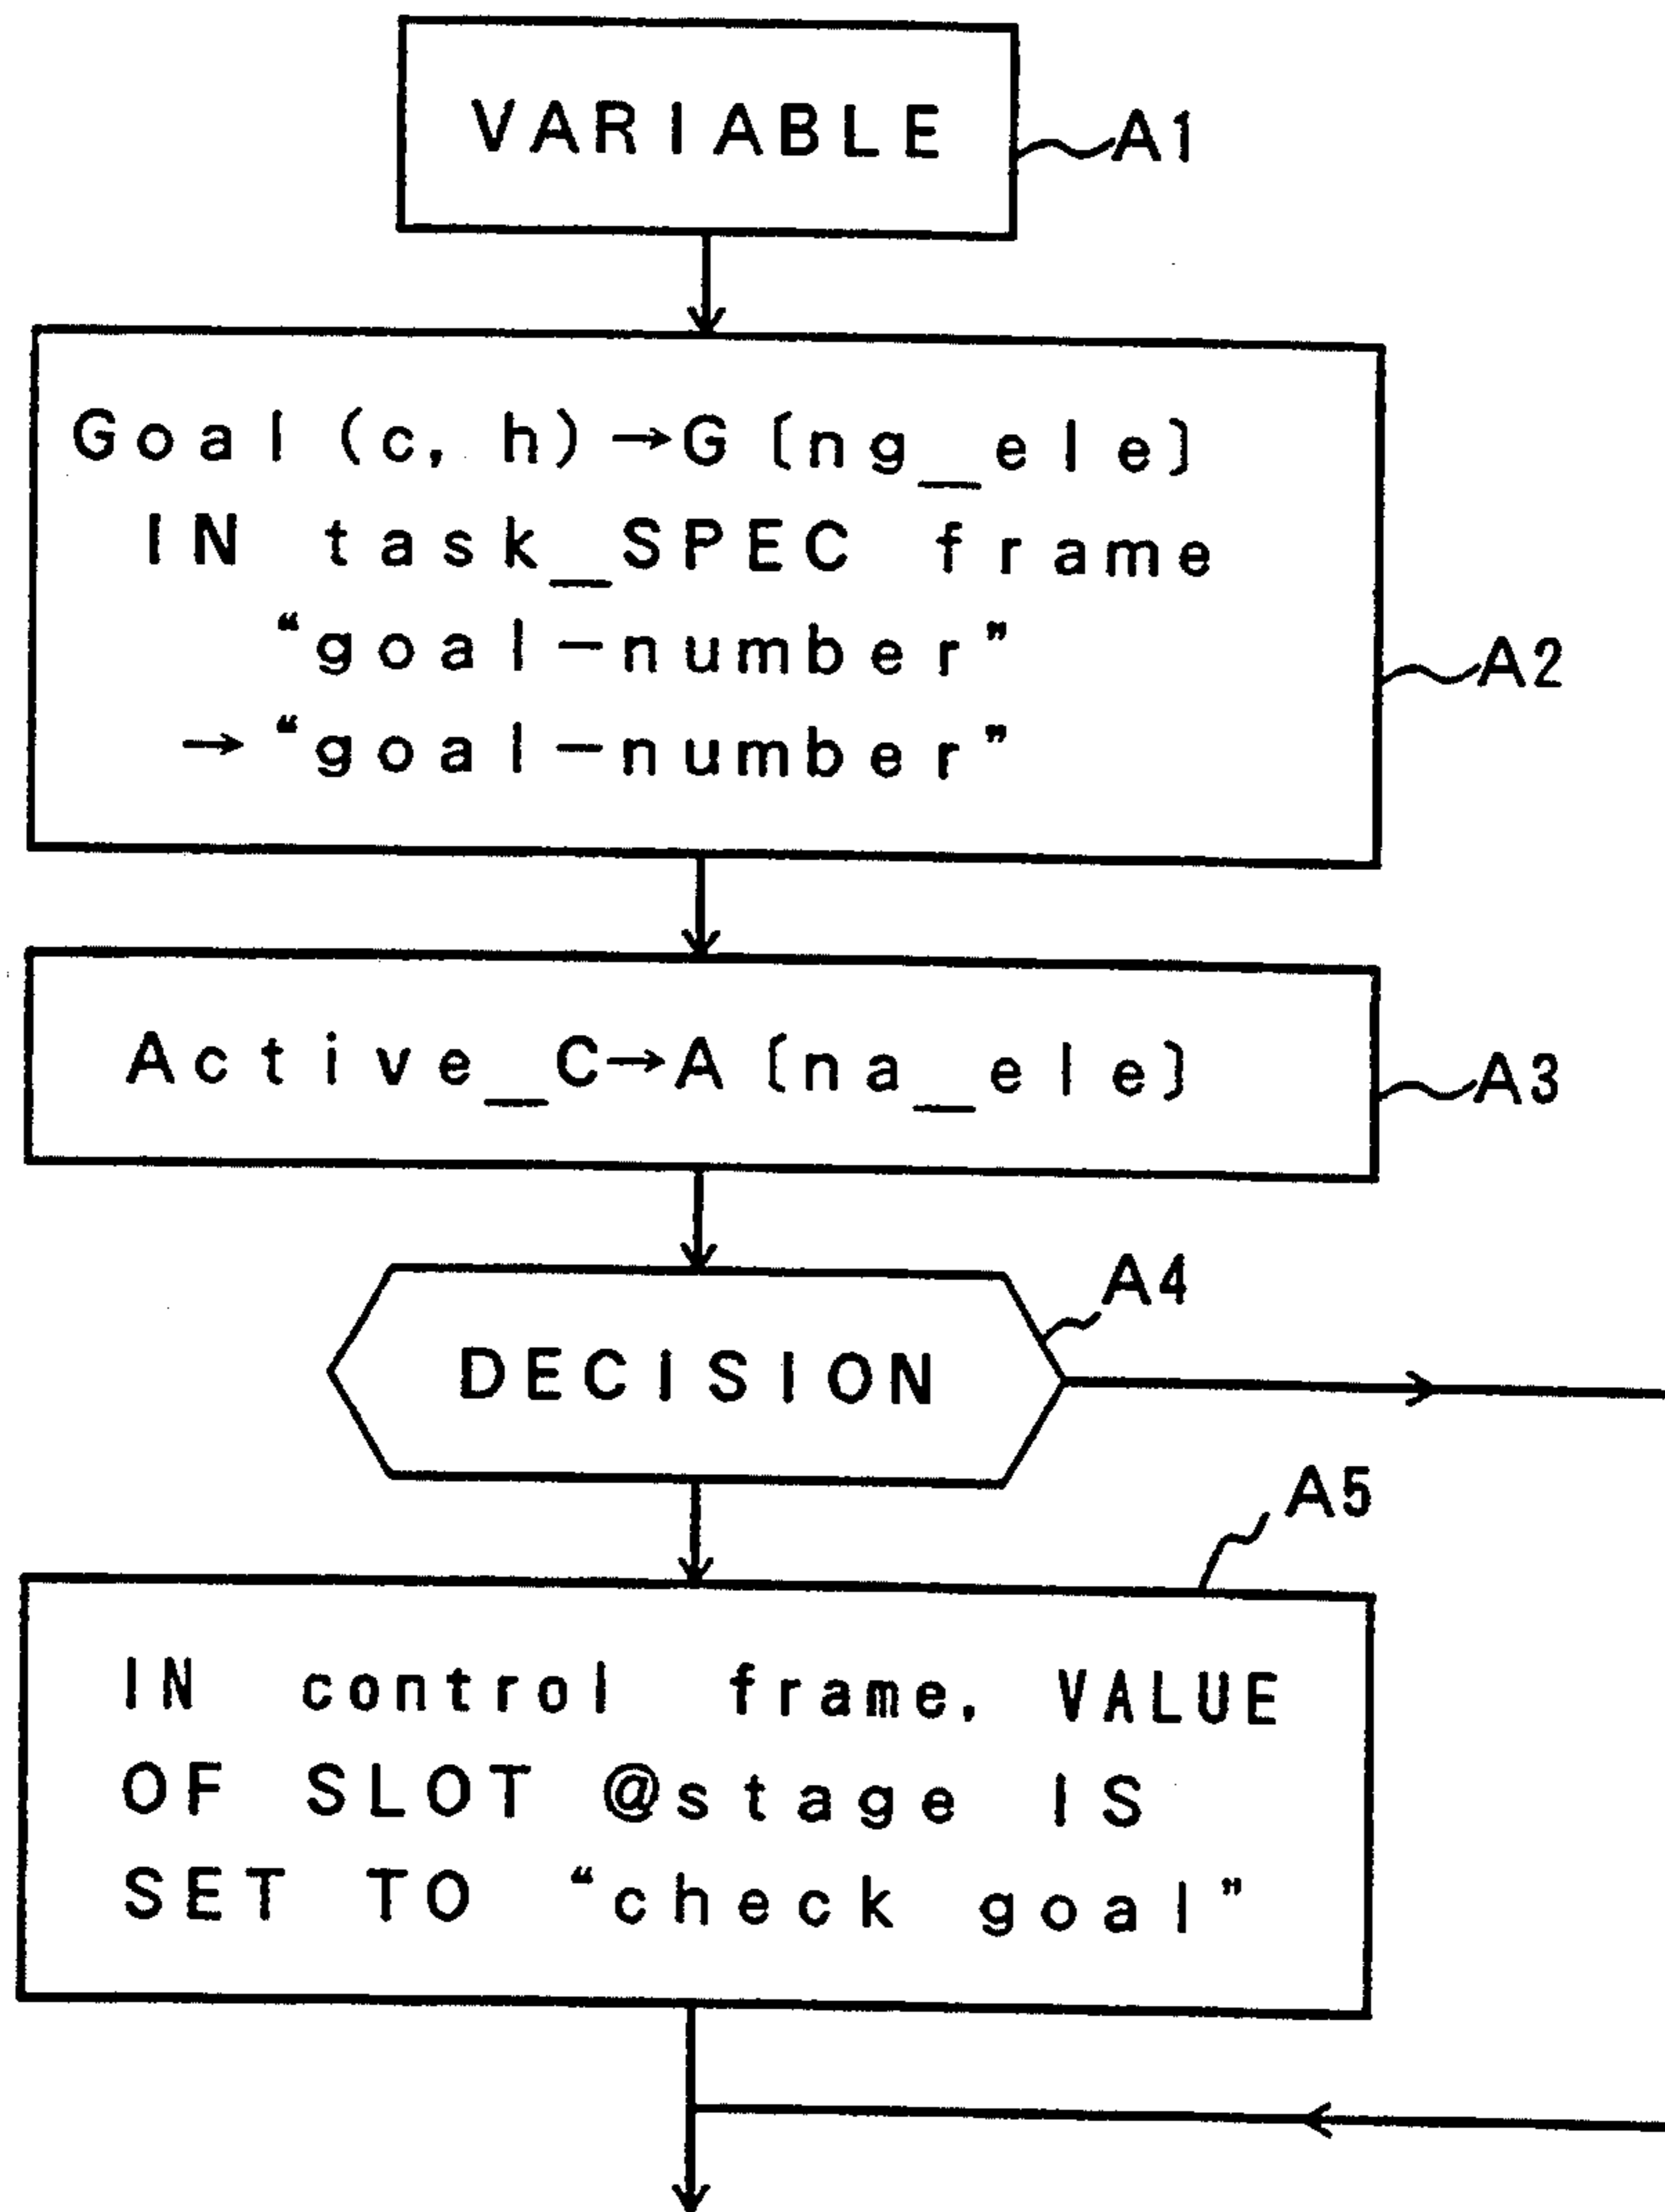 VARIABLE
A1
Goal (c, h)→G [ng_ele]
IN task_SPEC frame
“goal-number”
→“goal-number”
A2
Active_C→A [na_ele]
A3
A4
DECISION
A5
IN control frame, VALUE
OF SLOT @stage IS
SET TO “check goal”